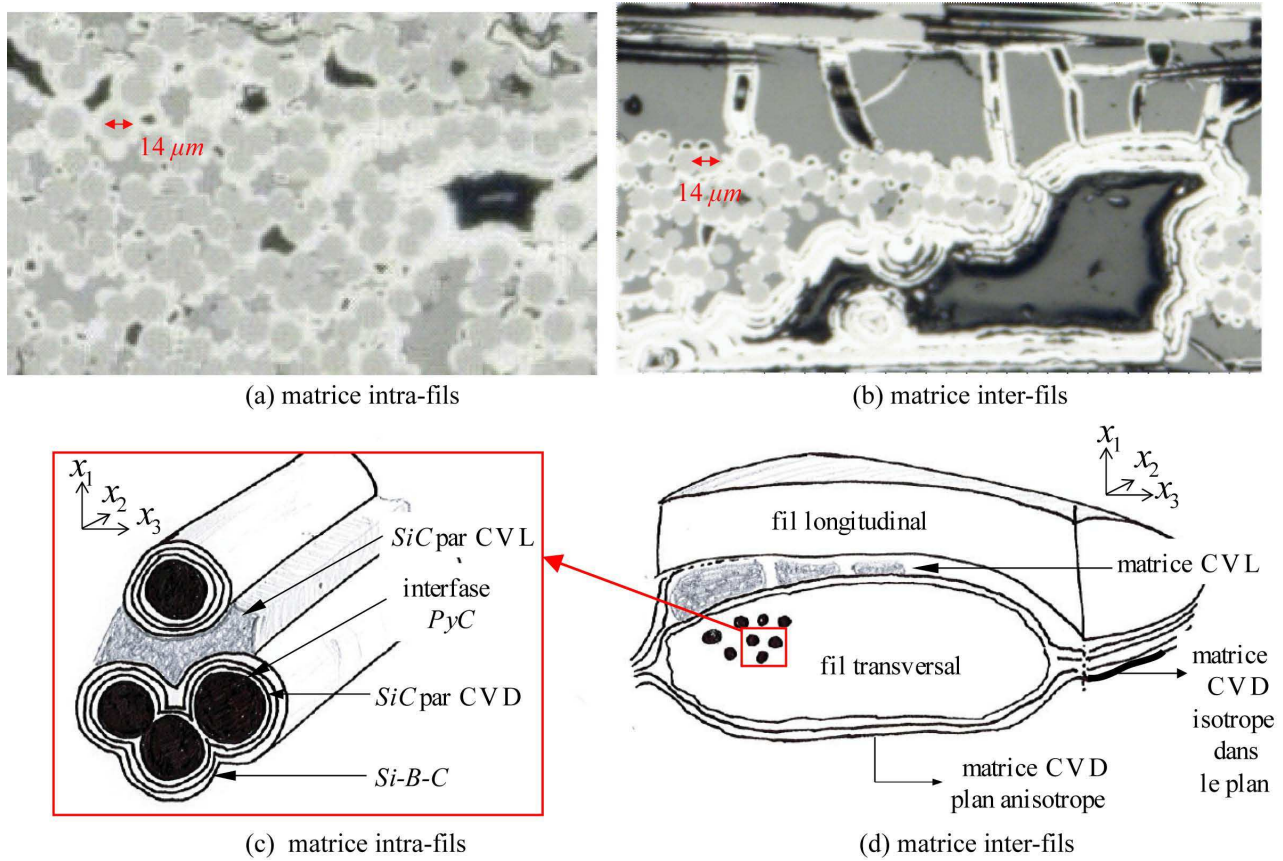 14 µm
14 µm
(a) matrice intra-fils
(b) matrice inter-fils
x1
x2
x3
SiC par CVL
interfase
PyC
SiC par CVD
Si-B-C
(c) matrice intra-fils
x1
x2
x3
fil longitudinal
matrice CVL
fil transversal
matrice
CVD
isotrope
dans
le plan
matrice CVD
plan anisotrope
(d) matrice inter-fils